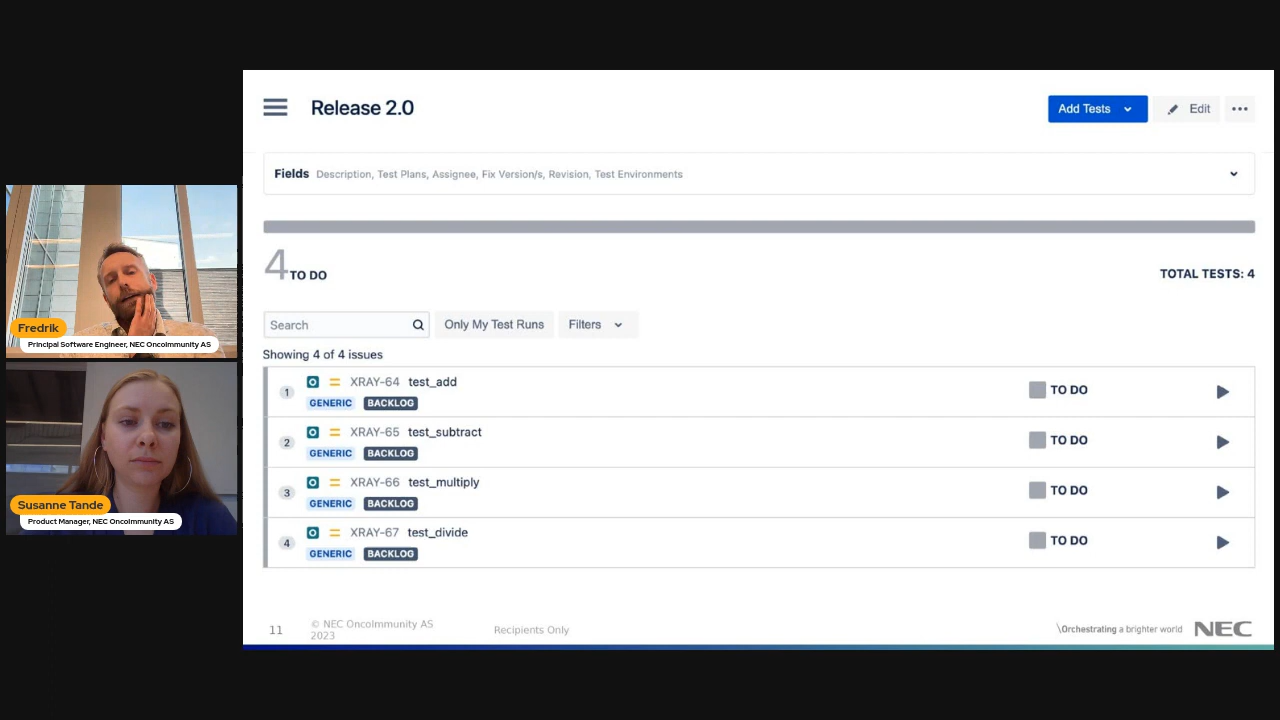 Release 2.0
Add Tests
Edit
Fields Description, Test Plans, Assignee, Fix Version/s, Revision, Test Environments
4 TO DO
TOTAL TESTS: 4
Search
Only My Test Runs
Filters
Showing 4 of 4 issues
1 XRAY-64 test_add
GENERIC BACKLOG
TO DO
2 XRAY-65 test_subtract
GENERIC BACKLOG
TO DO
3 XRAY-66 test_multiply
GENERIC BACKLOG
TO DO
4 XRAY-67 test_divide
GENERIC BACKLOG
TO DO
11
© NEC OncoImmunity AS
2023
Recipients Only
\Orchestrating a brighter world
NEC
Fredrik
Principal Software Engineer, NEC OncoImmunity AS
Susanne Tande
Product Manager, NEC OncoImmunity AS